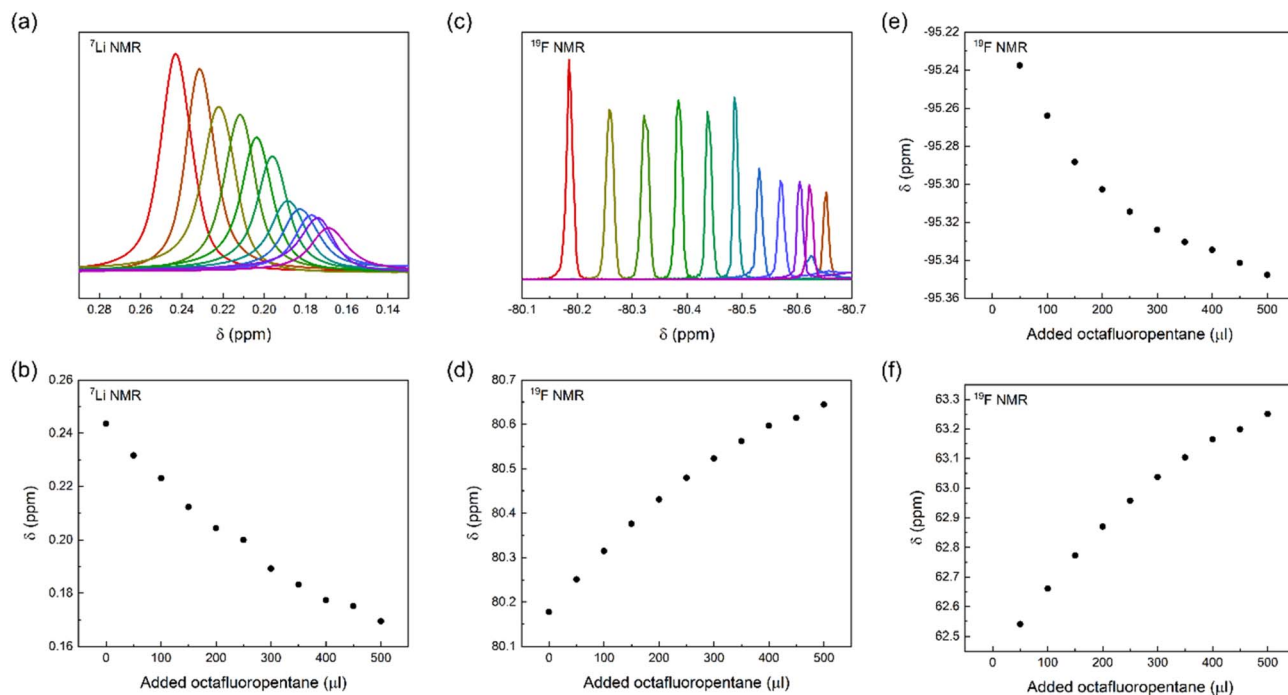 (a)
⁷Li NMR
0.28 0.26 0.24 0.22 0.20 0.18 0.16 0.14
δ (ppm)
(b)
⁷Li NMR
0.26
0.24
0.22
0.20
0.18
0.16
δ (ppm)
0 100 200 300 400 500
Added octafluoropentane (µl)
(c)
¹⁹F NMR
-80.1 -80.2 -80.3 -80.4 -80.5 -80.6 -80.7
δ (ppm)
(d)
¹⁹F NMR
80.7
80.6
80.5
80.4
80.3
80.2
80.1
δ (ppm)
0 100 200 300 400 500
Added octafluoropentane (µl)
(e)
¹⁹F NMR
-95.22
-95.24
-95.26
-95.28
-95.30
-95.32
-95.34
-95.36
δ (ppm)
0 100 200 300 400 500
Added octafluoropentane (µl)
(f)
¹⁹F NMR
63.3
63.2
63.1
63.0
62.9
62.8
62.7
62.6
62.5
δ (ppm)
0 100 200 300 400 500
Added octafluoropentane (µl)